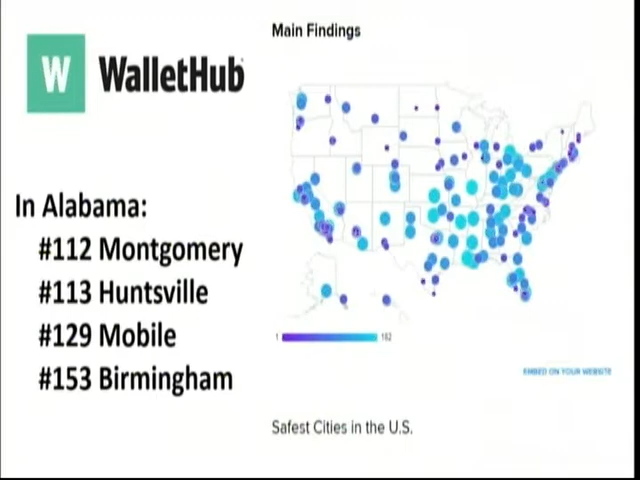 Main Findings
W WalletHub
In Alabama:
#112 Montgomery
#113 Huntsville
#129 Mobile
#153 Birmingham
1 182
EMBED ON YOUR WEBSITE
Safest Cities in the U.S.